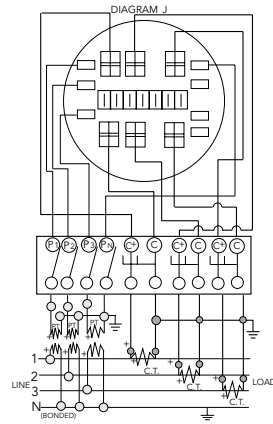 DIAGRAM J
P1 P2 P3 PN C+ C C+ C C+ C
PT PT PT
+ + +
+ + +
1
+ C.T.
2
+ C.T.
LINE 3 LOAD
+ C.T.
N
(BONDED)